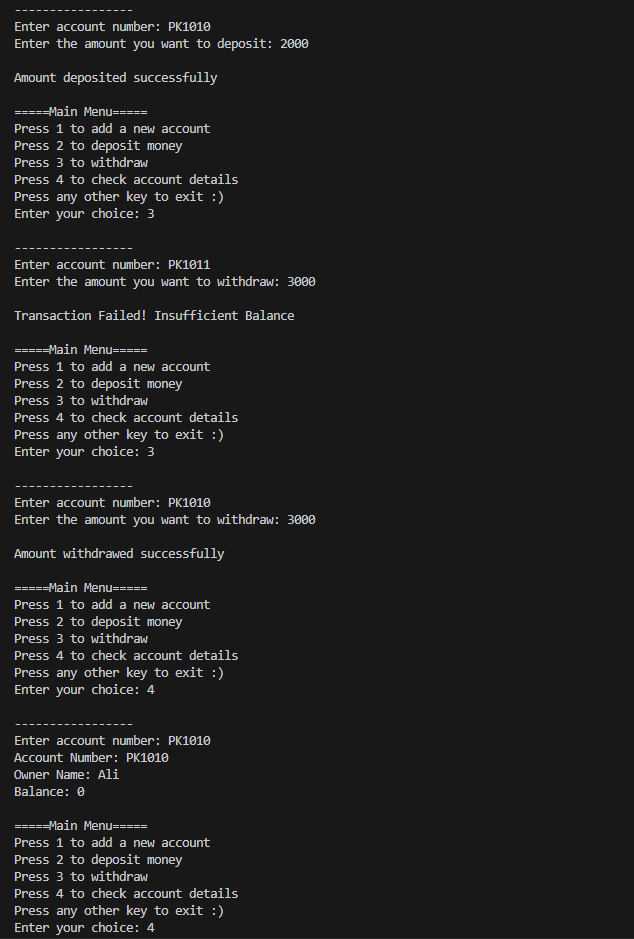 -----------------
Enter account number: PK1010
Enter the amount you want to deposit: 2000
Amount deposited successfully
=====Main Menu=====
Press 1 to add a new account
Press 2 to deposit money
Press 3 to withdraw
Press 4 to check account details
Press any other key to exit :)
Enter your choice: 3
-----------------
Enter account number: PK1011
Enter the amount you want to withdraw: 3000
Transaction Failed! Insufficient Balance
=====Main Menu=====
Press 1 to add a new account
Press 2 to deposit money
Press 3 to withdraw
Press 4 to check account details
Press any other key to exit :)
Enter your choice: 3
-----------------
Enter account number: PK1010
Enter the amount you want to withdraw: 3000
Amount withdrawed successfully
=====Main Menu=====
Press 1 to add a new account
Press 2 to deposit money
Press 3 to withdraw
Press 4 to check account details
Press any other key to exit :)
Enter your choice: 4
-----------------
Enter account number: PK1010
Account Number: PK1010
Owner Name: Ali
Balance: 0
=====Main Menu=====
Press 1 to add a new account
Press 2 to deposit money
Press 3 to withdraw
Press 4 to check account details
Press any other key to exit :)
Enter your choice: 4